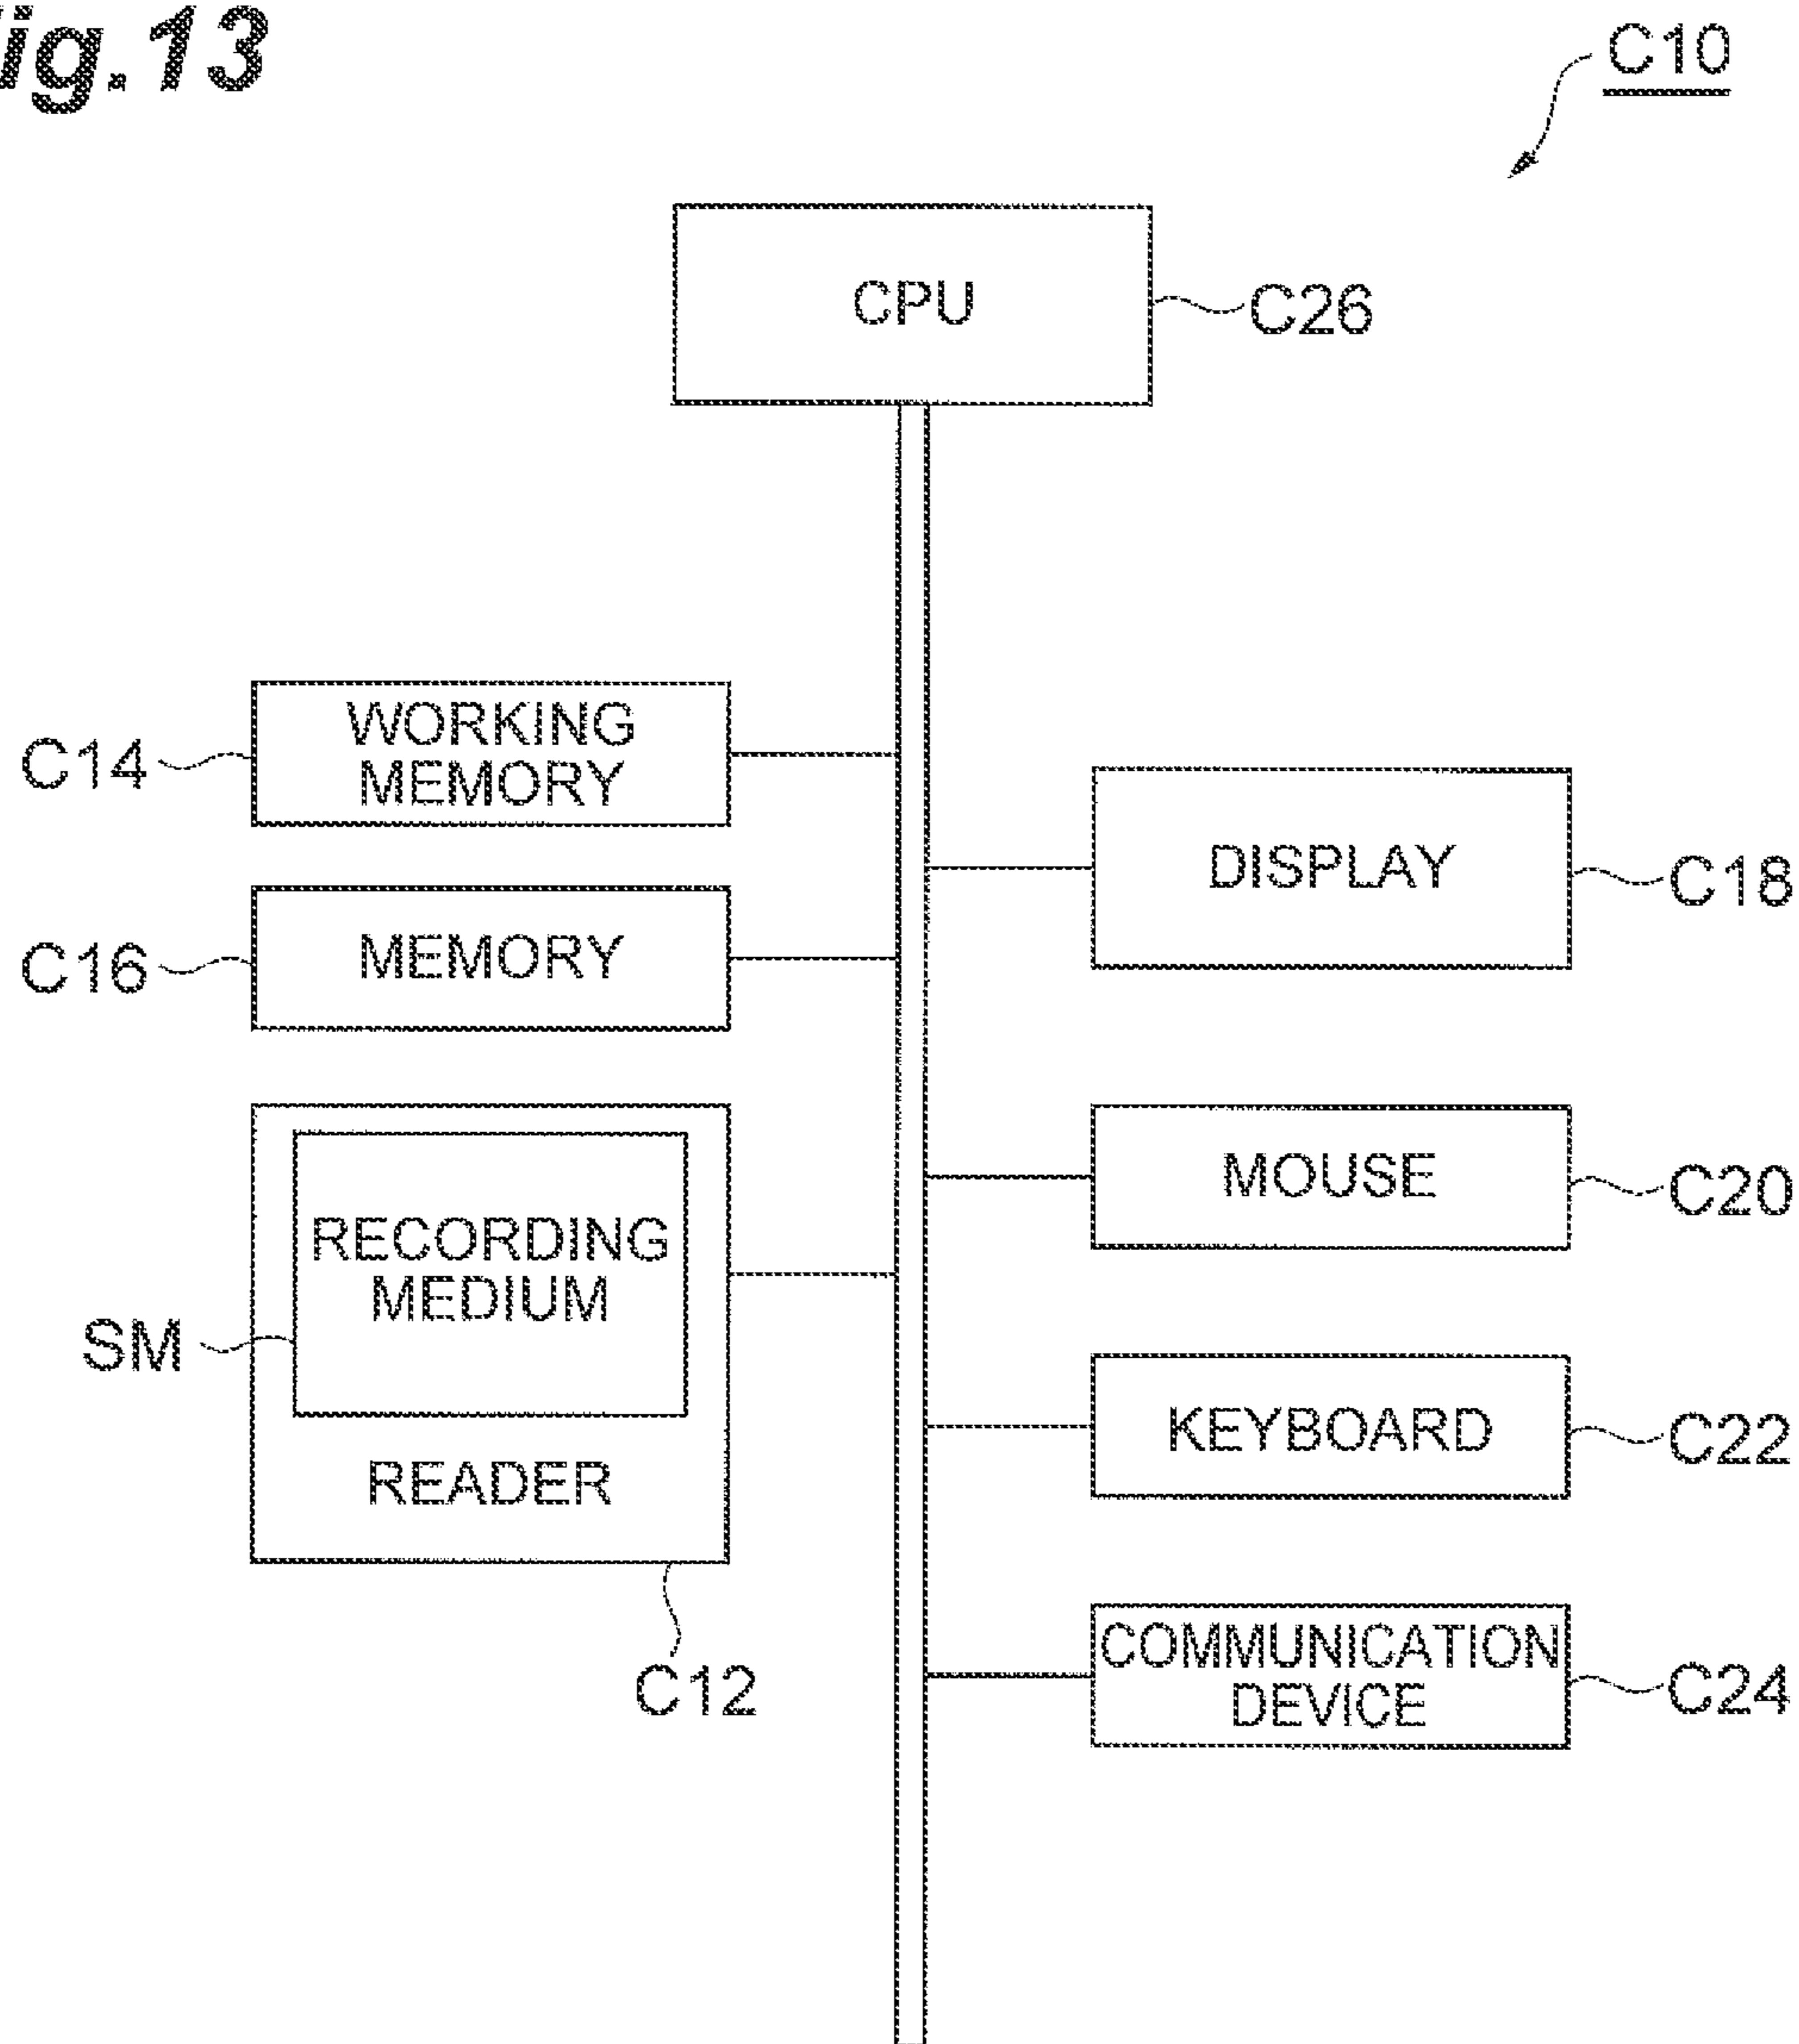 Fig.13
C10
CPU
C26
C14
WORKING
MEMORY
C16
MEMORY
SM
RECORDING
MEDIUM
READER
C12
DISPLAY
C18
MOUSE
C20
KEYBOARD
C22
COMMUNICATION
DEVICE
C24